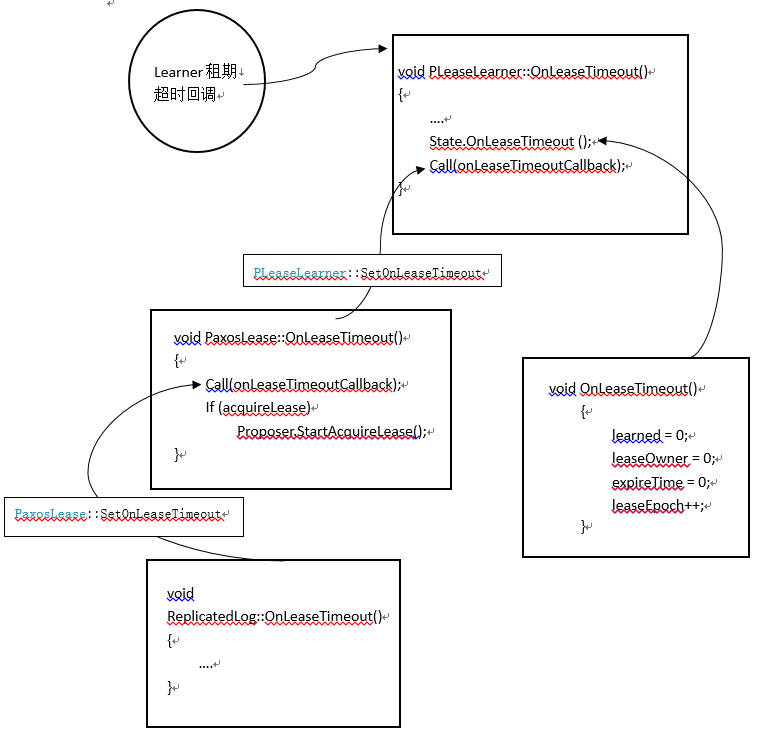 Learner 租期
超时回调
void PLeaseLearner::OnLeaseTimeout()
{
....
State.OnLeaseTimeout ();
Call(onLeaseTimeoutCallback);
}
PLeaseLearner::SetOnLeaseTimeout
void PaxosLease::OnLeaseTimeout()
{
Call(onLeaseTimeoutCallback);
If (acquireLease)
Proposer.StartAcquireLease();
}
void OnLeaseTimeout()
{
learned = 0;
leaseOwner = 0;
expireTime = 0;
leaseEpoch++;
}
PaxosLease::SetOnLeaseTimeout
void
ReplicatedLog::OnLeaseTimeout()
{
....
}